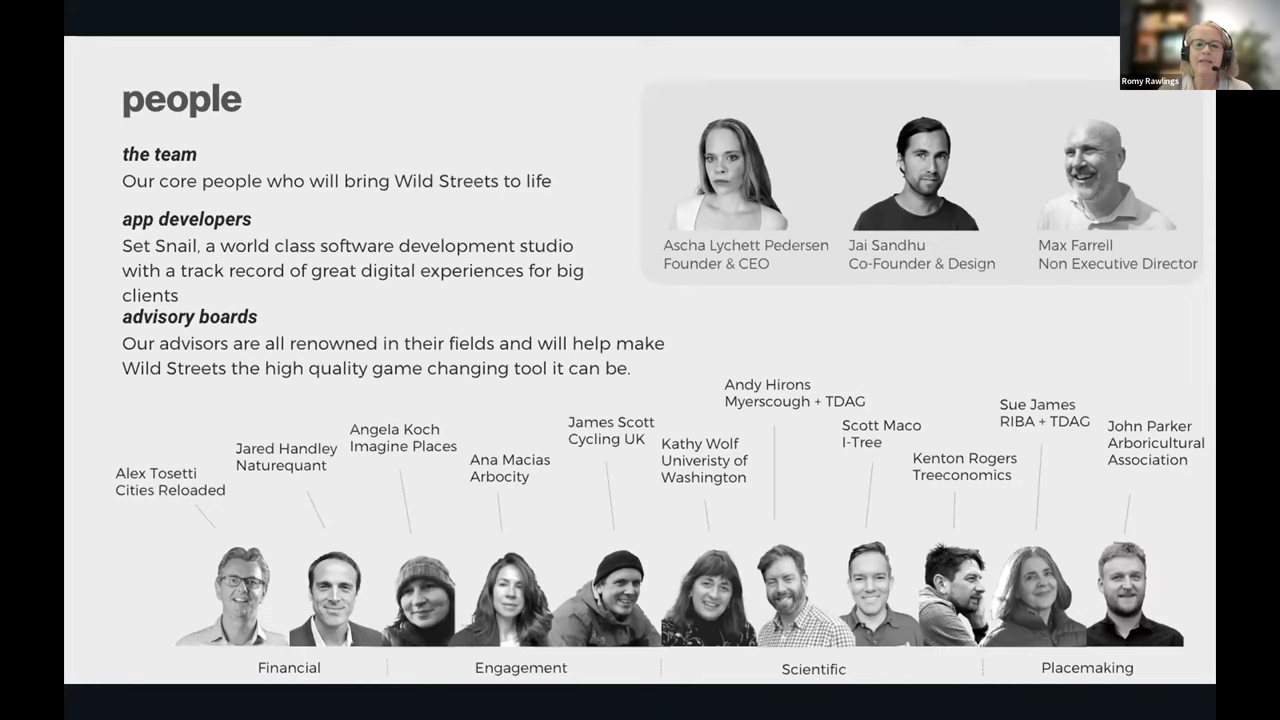 Romy Rawlings
people
the team
Our core people who will bring Wild Streets to life
app developers
Set Snail, a world class software development studio
with a track record of great digital experiences for big
clients
advisory boards
Our advisors are all renowned in their fields and will help make
Wild Streets the high quality game changing tool it can be.
Ascha Lychett Pedersen
Founder & CEO
Jai Sandhu
Co-Founder & Design
Max Farrell
Non Executive Director
Alex Tosetti
Cities Reloaded
Jared Handley
Naturequant
Angela Koch
Imagine Places
Ana Macias
Arbocity
James Scott
Cycling UK
Kathy Wolf
Univeristy of
Washington
Andy Hirons
Myerscough + TDAG
Scott Maco
I-Tree
Kenton Rogers
Treeconomics
Sue James
RIBA + TDAG
John Parker
Arboricultural
Association
Financial
Engagement
Scientific
Placemaking